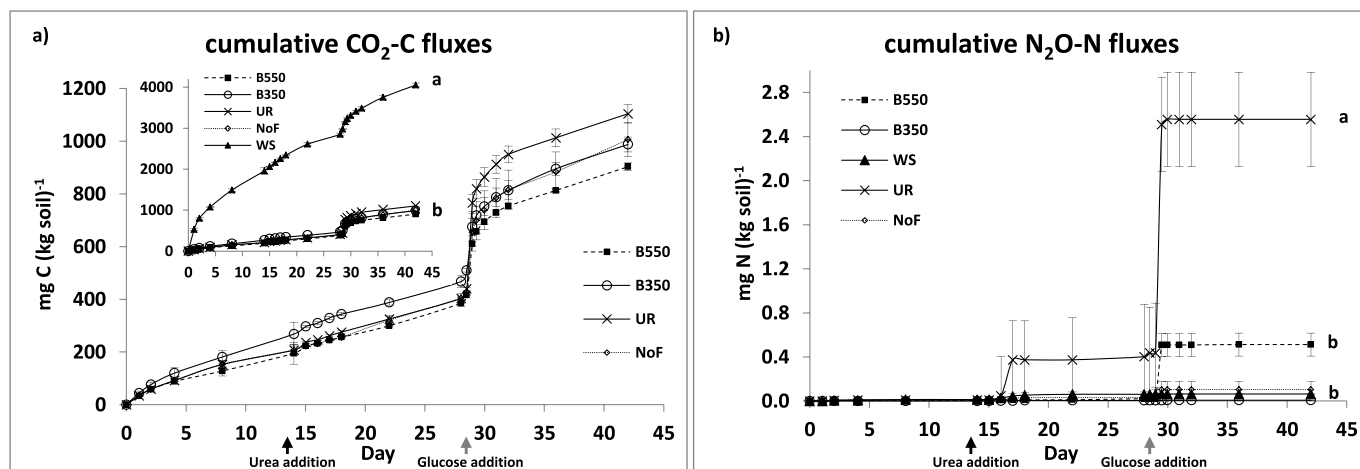 a)
cumulative CO₂-C fluxes
mg C (kg soil)⁻¹
1200
1000
800
600
400
200
0
0 5 10 15 20 25 30 35 40 45
Urea addition
Day
Glucose addition
B550
B350
UR
NoF
WS
4000
3000
2000
1000
0
0 5 10 15 20 25 30 35 40 45
a
b
B550
B350
UR
NoF
b)
cumulative N₂O-N fluxes
mg N (kg soil)⁻¹
2.8
2.4
2.0
1.6
1.2
0.8
0.4
0.0
0 5 10 15 20 25 30 35 40 45
Urea addition
Day
Glucose addition
B550
B350
WS
UR
NoF
a
b
b